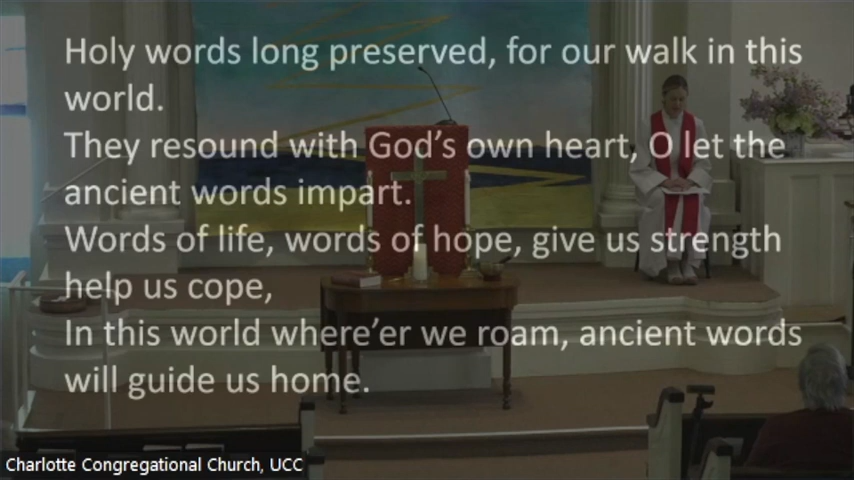 Holy words long preserved, for our walk in this
world.
They resound with God's own heart, O let the
ancient words impart.
Words of life, words of hope, give us strength
help us cope,
In this world where'er we roam, ancient words
will guide us home.
Charlotte Congregational Church, UCC